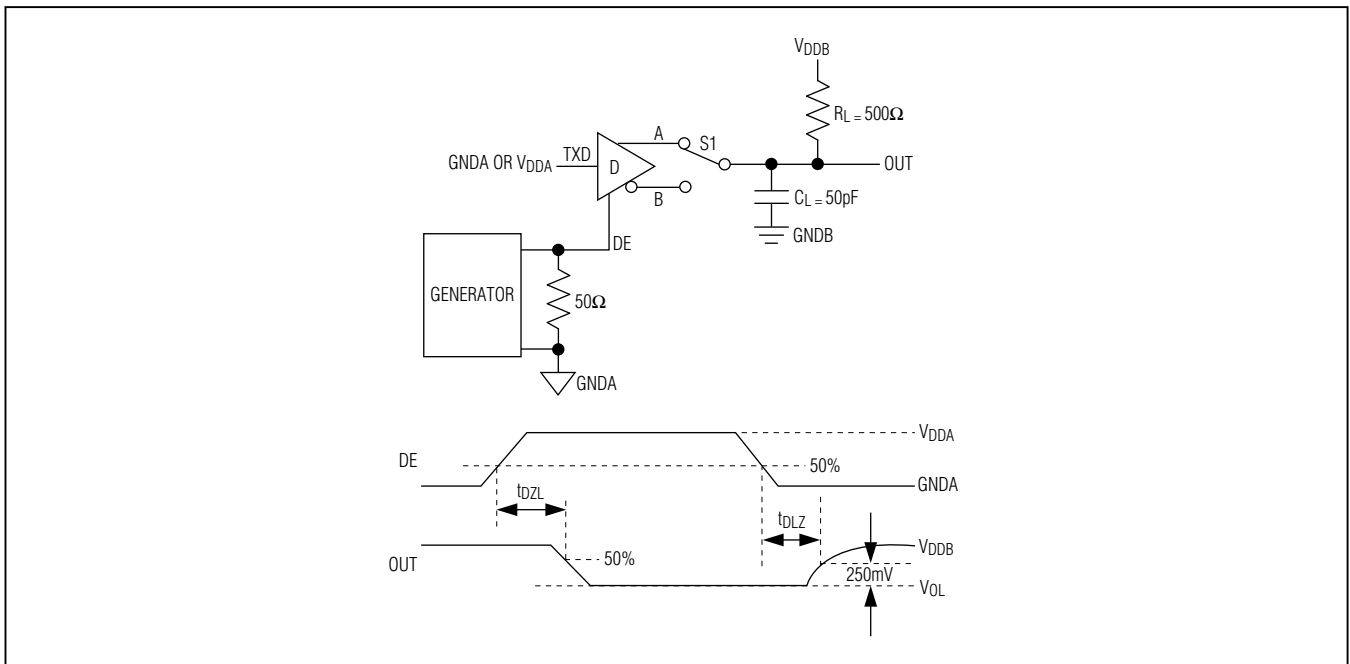 VDDB
RL = 500Ω
A
S1
TXD
GNDA OR VDDA
D
OUT
B
CL = 50pF
GNDB
DE
GENERATOR
50Ω
GNDA
VDDA
DE
50%
GNDA
tDZL
tDLZ
VDDB
OUT
50%
250mV
VOL